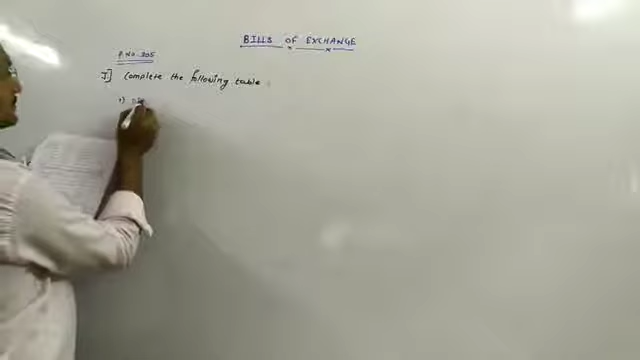 BILLS OF EXCHANGE
P.NO. 305
I] Complete the following table :
1)